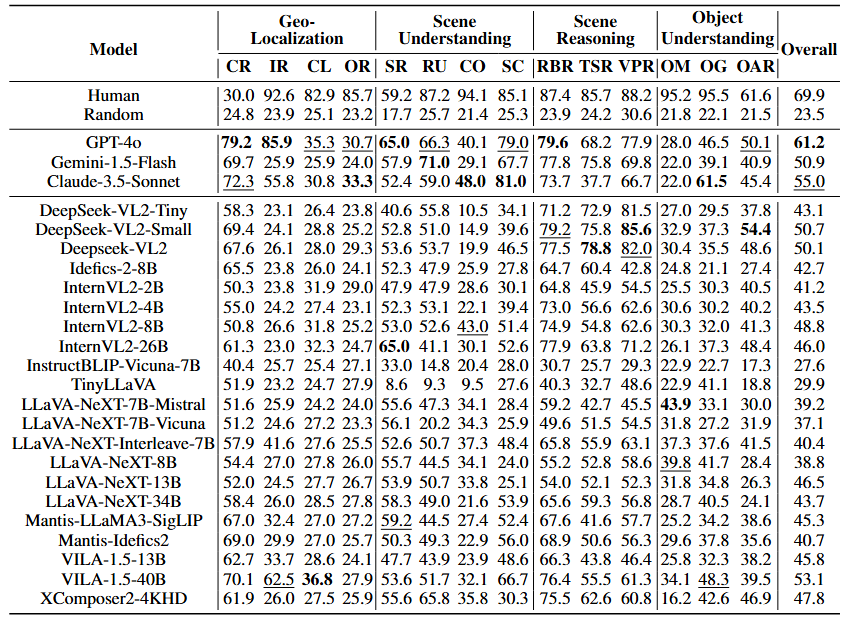 Model Geo-Localization Scene Understanding Scene Reasoning Object Understanding Overall
CR IR CL OR SR RU CO SC RBR TSR VPR OM OG OAR
Human 30.0 92.6 82.9 85.7 59.2 87.2 94.1 85.1 87.4 85.7 88.2 95.2 95.5 61.6 69.9
Random 24.8 23.9 25.1 23.2 17.7 25.7 21.4 25.3 23.9 24.2 30.6 21.8 22.1 21.5 23.5
GPT-4o 79.2 85.9 35.3 30.7 65.0 66.3 40.1 79.0 79.6 68.2 77.9 28.0 46.5 50.1 61.2
Gemini-1.5-Flash 69.7 25.9 25.9 24.0 57.9 71.0 29.1 67.7 77.8 75.8 69.8 22.0 39.1 40.9 50.9
Claude-3.5-Sonnet 72.3 55.8 30.8 33.3 52.4 59.0 48.0 81.0 73.7 37.7 66.7 22.0 61.5 45.4 55.0
DeepSeek-VL2-Tiny 58.3 23.1 26.4 23.8 40.6 55.8 10.5 34.1 71.2 72.9 81.5 27.0 29.5 37.8 43.1
DeepSeek-VL2-Small 69.4 24.1 28.8 25.2 52.8 51.0 14.9 39.6 79.2 75.8 85.6 32.9 37.3 54.4 50.7
Deepseek-VL2 67.6 26.1 28.0 29.3 53.6 53.7 19.9 46.5 77.5 78.8 82.0 30.4 35.5 48.6 50.1
Idefics-2-8B 65.5 23.8 26.0 24.1 52.3 47.9 25.9 27.8 64.7 60.4 42.8 24.8 21.1 27.4 42.7
InternVL2-2B 50.3 23.8 31.9 29.0 47.9 47.9 28.6 30.1 64.8 45.9 54.5 25.5 30.3 40.5 41.2
InternVL2-4B 55.0 24.2 27.4 23.1 52.3 53.1 22.1 39.4 73.0 56.6 62.6 30.6 30.2 40.2 43.5
InternVL2-8B 50.8 26.6 31.8 25.2 53.0 52.6 43.0 51.4 74.9 54.8 62.6 30.3 32.0 41.3 48.8
InternVL2-26B 61.3 23.0 32.3 24.7 65.0 41.1 30.1 52.6 77.9 63.8 71.2 26.1 37.3 48.4 46.0
InstructBLIP-Vicuna-7B 40.4 25.7 25.4 27.1 33.0 14.8 20.4 28.0 30.7 25.7 29.3 22.9 22.7 17.3 27.6
TinyLLaVA 51.9 23.2 24.7 27.9 8.6 9.3 9.5 27.6 40.3 32.7 48.6 22.9 41.1 18.8 29.9
LLaVA-NeXT-7B-Mistral 51.6 25.9 24.2 24.0 55.6 47.3 34.1 28.4 59.2 42.7 45.5 43.9 33.1 30.0 39.2
LLaVA-NeXT-7B-Vicuna 51.2 24.6 27.2 23.3 56.1 20.2 34.3 25.9 49.6 51.5 54.5 31.8 27.2 31.9 37.1
LLaVA-NeXT-Interleave-7B 57.9 41.6 27.6 25.5 52.6 50.7 37.3 48.4 65.8 55.9 63.1 37.3 37.6 41.5 40.4
LLaVA-NeXT-8B 54.4 27.0 27.8 26.0 55.7 44.5 34.1 24.0 55.2 52.8 58.6 39.8 41.7 28.4 38.8
LLaVA-NeXT-13B 52.0 24.5 27.7 26.7 53.9 50.7 33.8 25.1 54.0 52.1 52.3 31.8 34.8 26.3 46.5
LLaVA-NeXT-34B 58.4 26.0 28.5 27.8 58.3 49.0 21.6 53.9 65.6 59.3 56.8 28.7 40.5 24.1 43.7
Mantis-LLaMA3-SigLIP 67.0 32.4 27.0 27.2 59.2 44.5 27.4 52.4 67.6 41.6 57.7 25.2 34.2 38.6 45.3
Mantis-Idefics2 69.0 29.9 27.0 25.7 50.3 49.3 22.9 56.0 68.9 50.6 56.3 29.6 37.8 35.8 40.7
VILA-1.5-13B 62.7 33.7 28.6 24.1 47.7 43.9 23.9 48.6 66.3 43.8 46.4 25.8 32.3 38.2 45.8
VILA-1.5-40B 70.1 62.5 36.8 27.9 53.6 51.7 32.1 66.7 76.4 55.5 61.3 34.1 48.3 39.5 53.1
XComposer2-4KHD 61.9 26.0 27.5 25.9 55.6 65.8 35.8 30.3 75.5 62.6 60.8 16.2 42.6 46.9 47.8